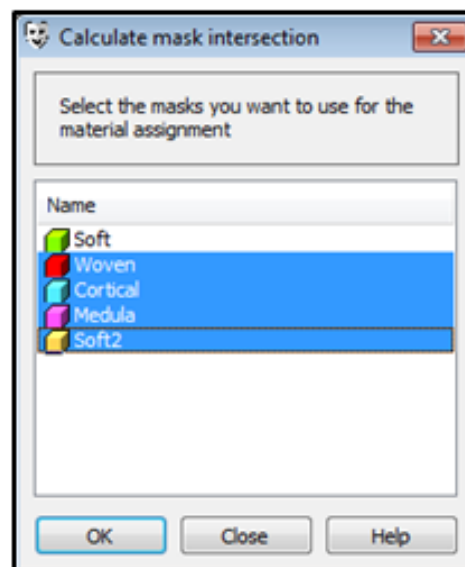 Calculate mask intersection
Select the masks you want to use for the
material assignment
Name
Soft
Woven
Cortical
Medula
Soft2
OK Close Help